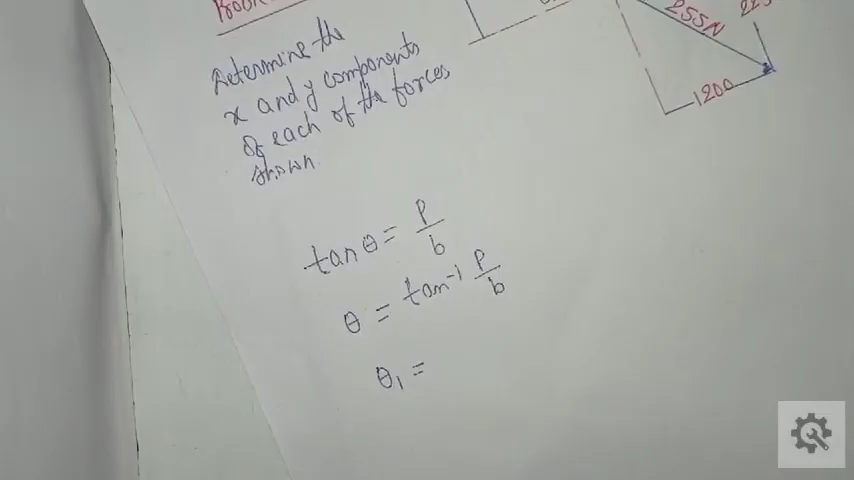 Determine the
x and y components
of each of the forces
shown.
255N
1200
tan θ = P/b
θ = tan⁻¹ P/b
θ₁ =